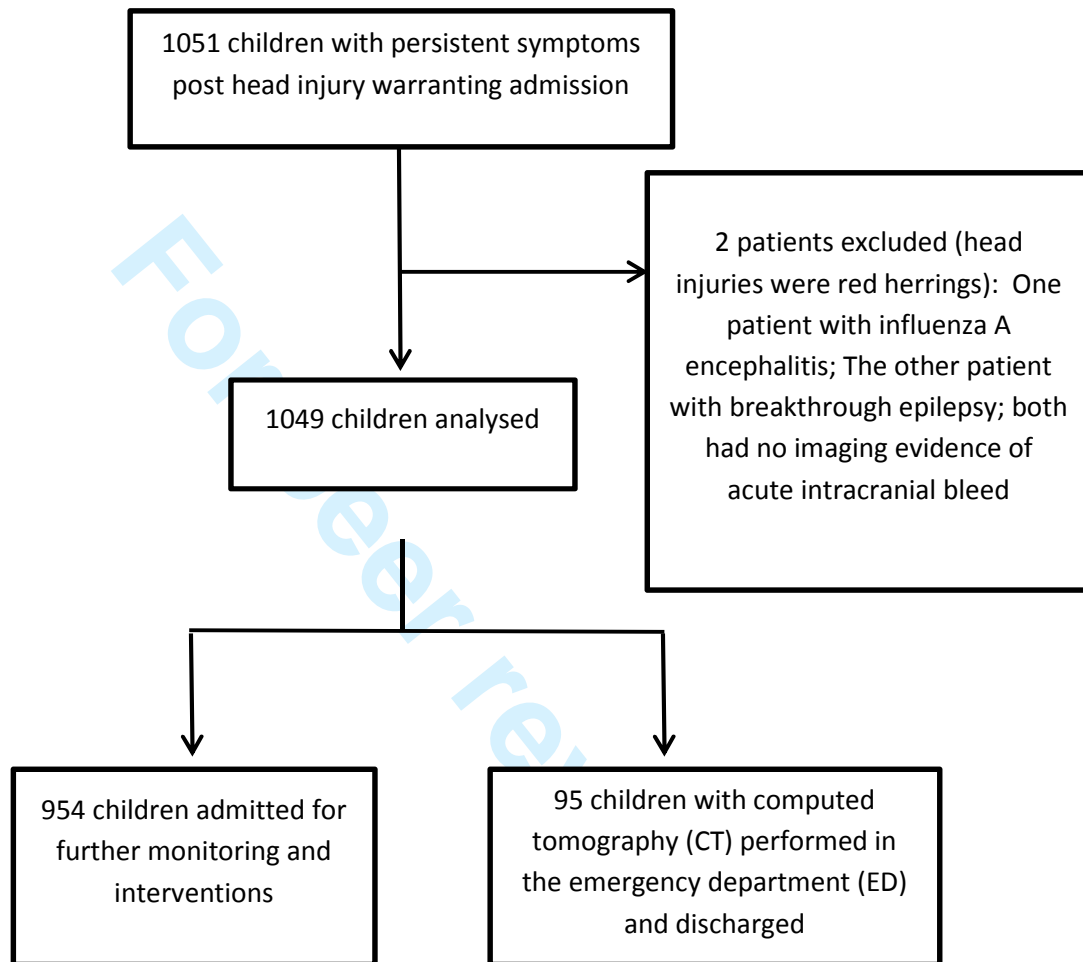 1051 children with persistent symptoms
post head injury warranting admission
2 patients excluded (head
injuries were red herrings): One
patient with influenza A
encephalitis; The other patient
with breakthrough epilepsy; both
had no imaging evidence of
acute intracranial bleed
1049 children analysed
954 children admitted for
further monitoring and
interventions
95 children with computed
tomography (CT) performed in
the emergency department (ED)
and discharged